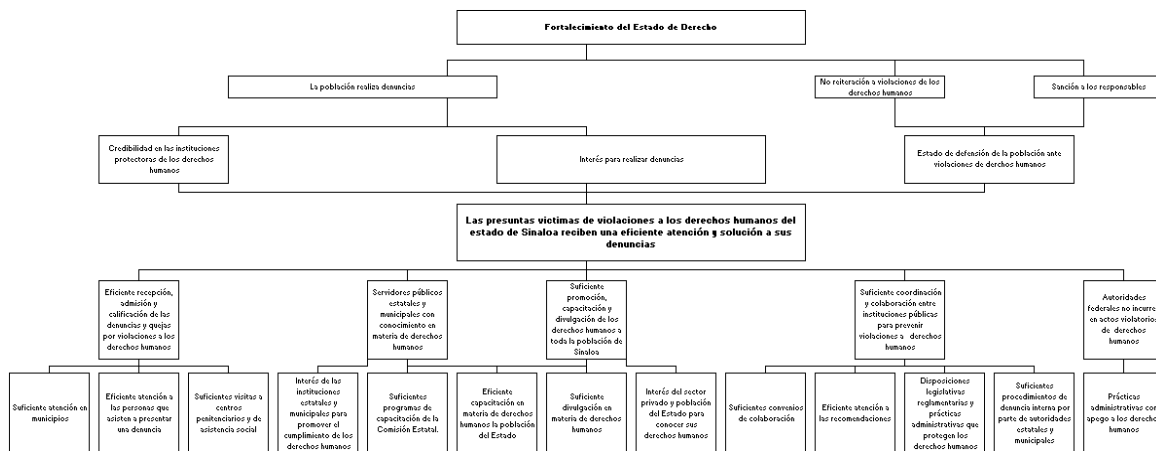 Fortalecimiento del Estado de Derecho
La población realiza denuncias
No reiteración a violaciones de los
derechos humanos
Sanción a los responsables
Credibilidad en las instituciones
protectoras de los derechos
humanos
Interés para realizar denuncias
Estado de defensión de la población ante
violaciones de derchos humanos
Las presuntas victimas de violaciones a los derechos humanos del
estado de Sinaloa reciben una eficiente atención y solución a sus
denuncias
Eficiente recepción,
admisión y
calificación de las
denuncias y quejas
por violaciones a los
derechos humanos
Servidores públicos
estatales y
municipales con
conocimiento en
materia de derechos
humanos
Suficiente
promoción,
capacitación y
divulgación de los
derechos humanos a
toda la población de
Sinaloa
Suficiente coordinación
y colaboración entre
instituciones públicas
para prevenir
violaciones a derechos
humanos
Autoridades
federales no incurren
en actos violatorios
de derechos
humanos
Suficiente atención en
municipios
Eficiente atención a
las personas que
asisten a presentar
una denuncia
Suficientes visitas a
centros
penitenciarios y de
asistencia social
Interés de las
instituciones
estatales y
municipales para
promover el
cumplimiento de los
derechos humanos
Suficientes
programas de
capacitación de la
Comisión Estatal.
Eficiente
capacitación en
materia de derechos
humanos la población
del Estado
Suficiente
divulgación en
materia de derechos
humanos
Interés del sector
privado y población
del Estado para
conocer sus
derechos humanos
Suficientes convenios
de colaboración
Eficiente atención a
las recomendaciones
Disposiciones
legislativas
reglamentarias y
prácticas
administrativas que
protegen los
derechos humanos
Suficientes
procedimientos de
denuncia interna por
parte de autoridades
estatales y
municipales
Prácticas
administrativas con
apego a los derechos
humanos